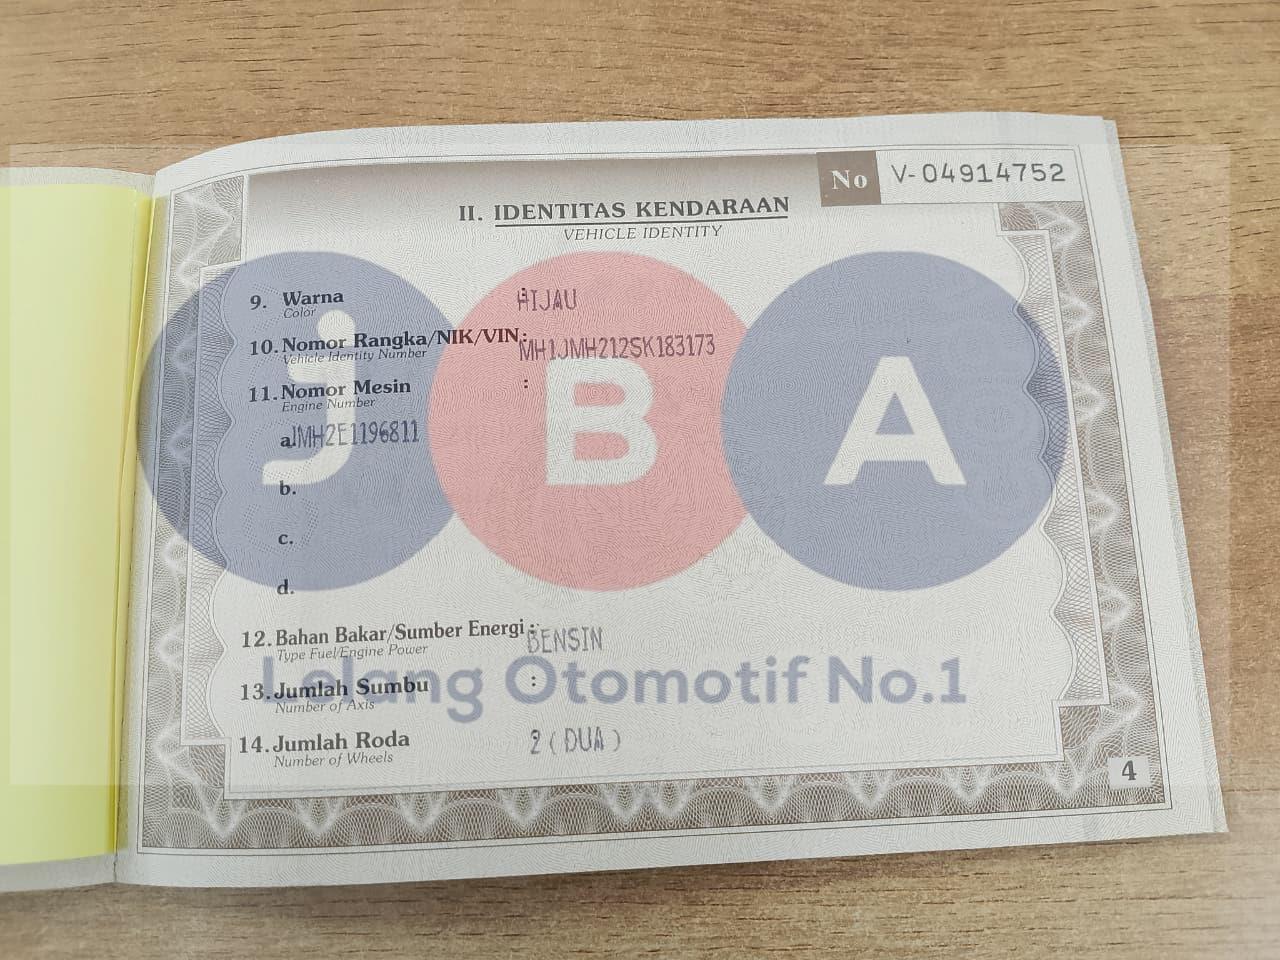 No V-04914752
II. IDENTITAS KENDARAAN
VEHICLE IDENTITY
9. Warna : HIJAU
Color
10. Nomor Rangka/NIK/VIN : MH1JMH212SK183173
Vehicle Identity Number
11. Nomor Mesin :
Engine Number
a. JMH2E1196811
b.
c.
d.
12. Bahan Bakar/Sumber Energi : BENSIN
Type Fuel/Engine Power
13. Jumlah Sumbu :
Number of Axis
14. Jumlah Roda : 2 ( DUA )
Number of Wheels
4
J B A
Lelang Otomotif No.1